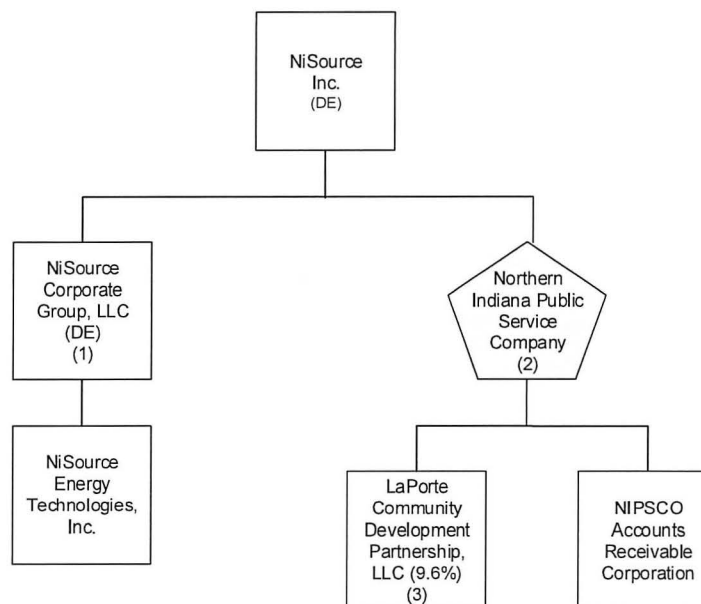 NiSource
Inc.
(DE)
NiSource
Corporate
Group, LLC
(DE)
(1)
Northern
Indiana Public
Service
Company
(2)
NiSource
Energy
Technologies,
Inc.
LaPorte
Community
Development
Partnership,
LLC (9.6%)
(3)
NIPSCO
Accounts
Receivable
Corporation